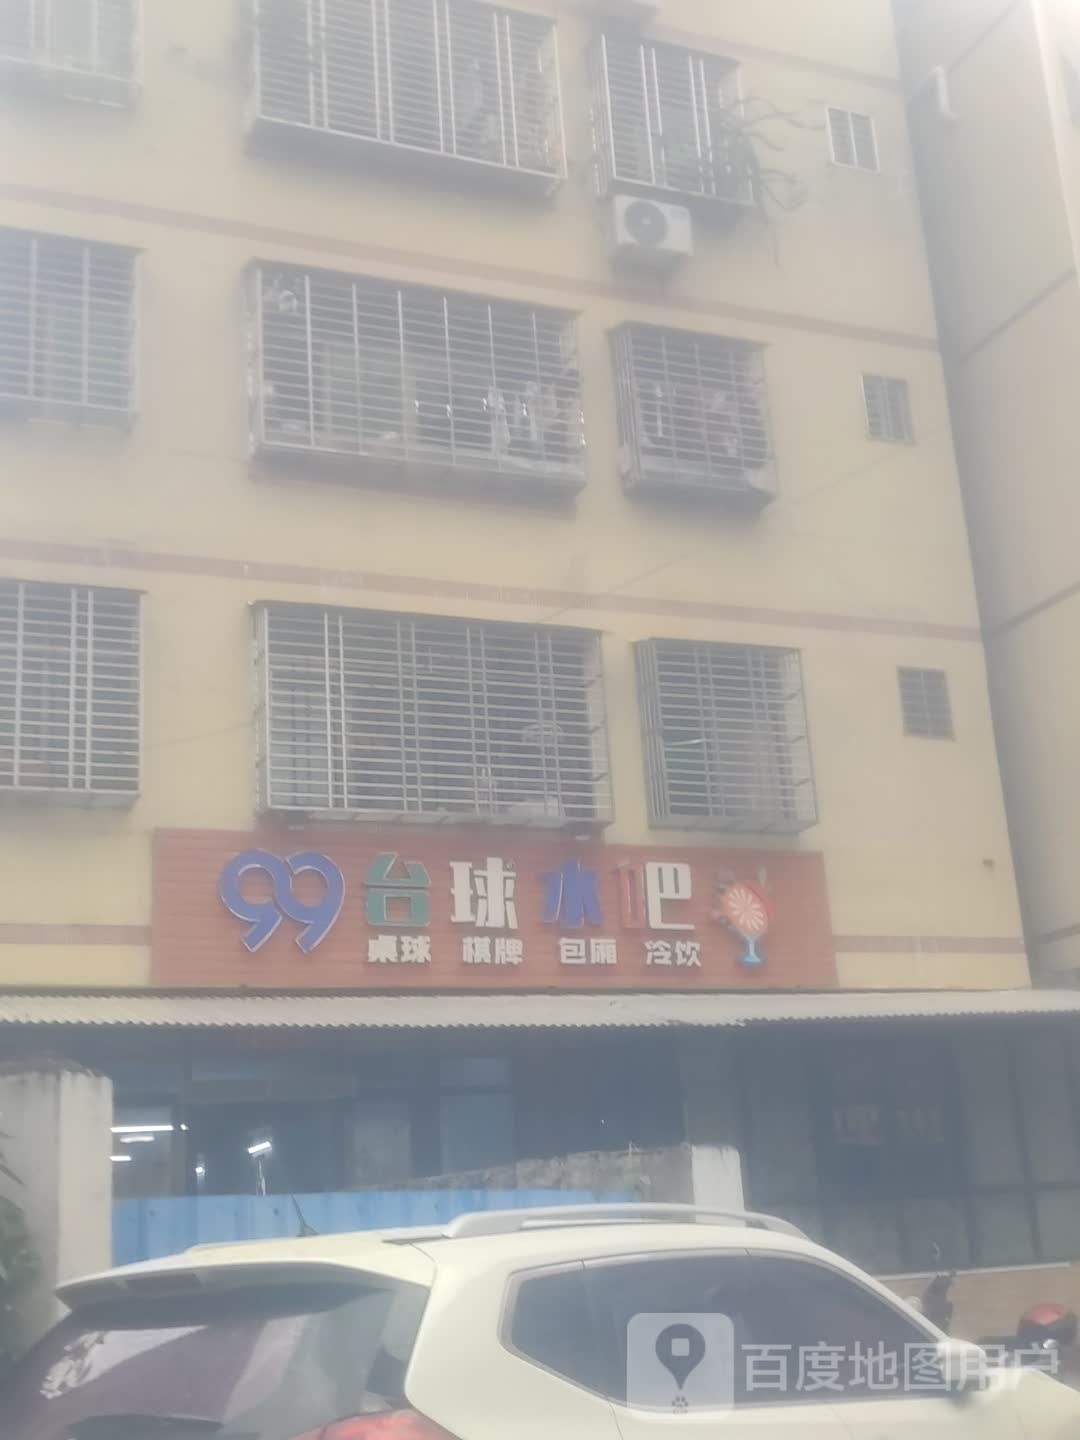 99台球水吧
桌球 棋牌 包厢 冷饮
百度地图用户